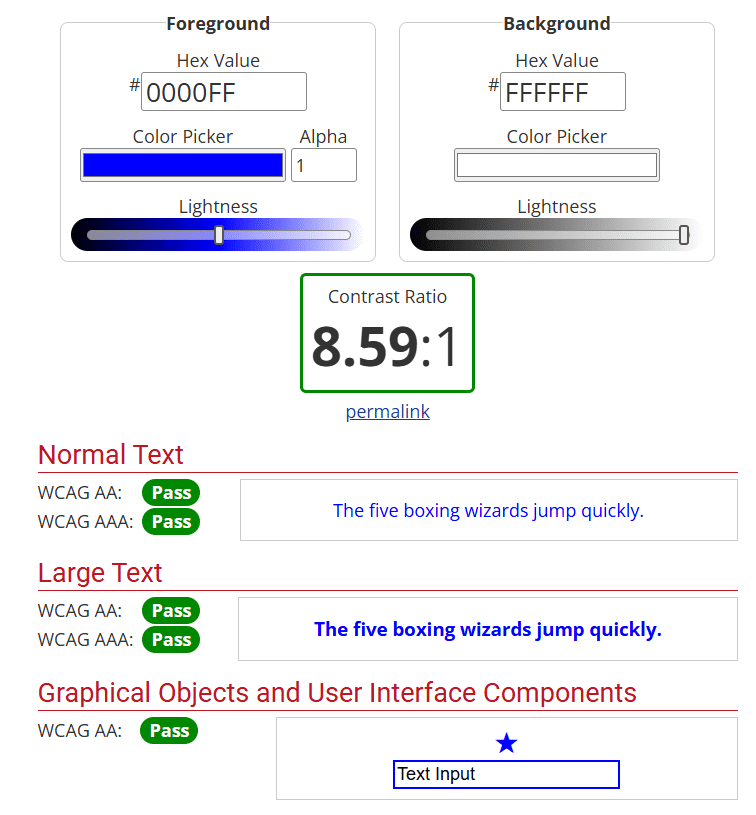 Foreground
Hex Value
# 0000FF
Color Picker Alpha
1
Lightness
Background
Hex Value
# FFFFFF
Color Picker
Lightness
Contrast Ratio
8.59:1
permalink
Normal Text
WCAG AA: Pass
WCAG AAA: Pass
The five boxing wizards jump quickly.
Large Text
WCAG AA: Pass
WCAG AAA: Pass
The five boxing wizards jump quickly.
Graphical Objects and User Interface Components
WCAG AA: Pass
Text Input